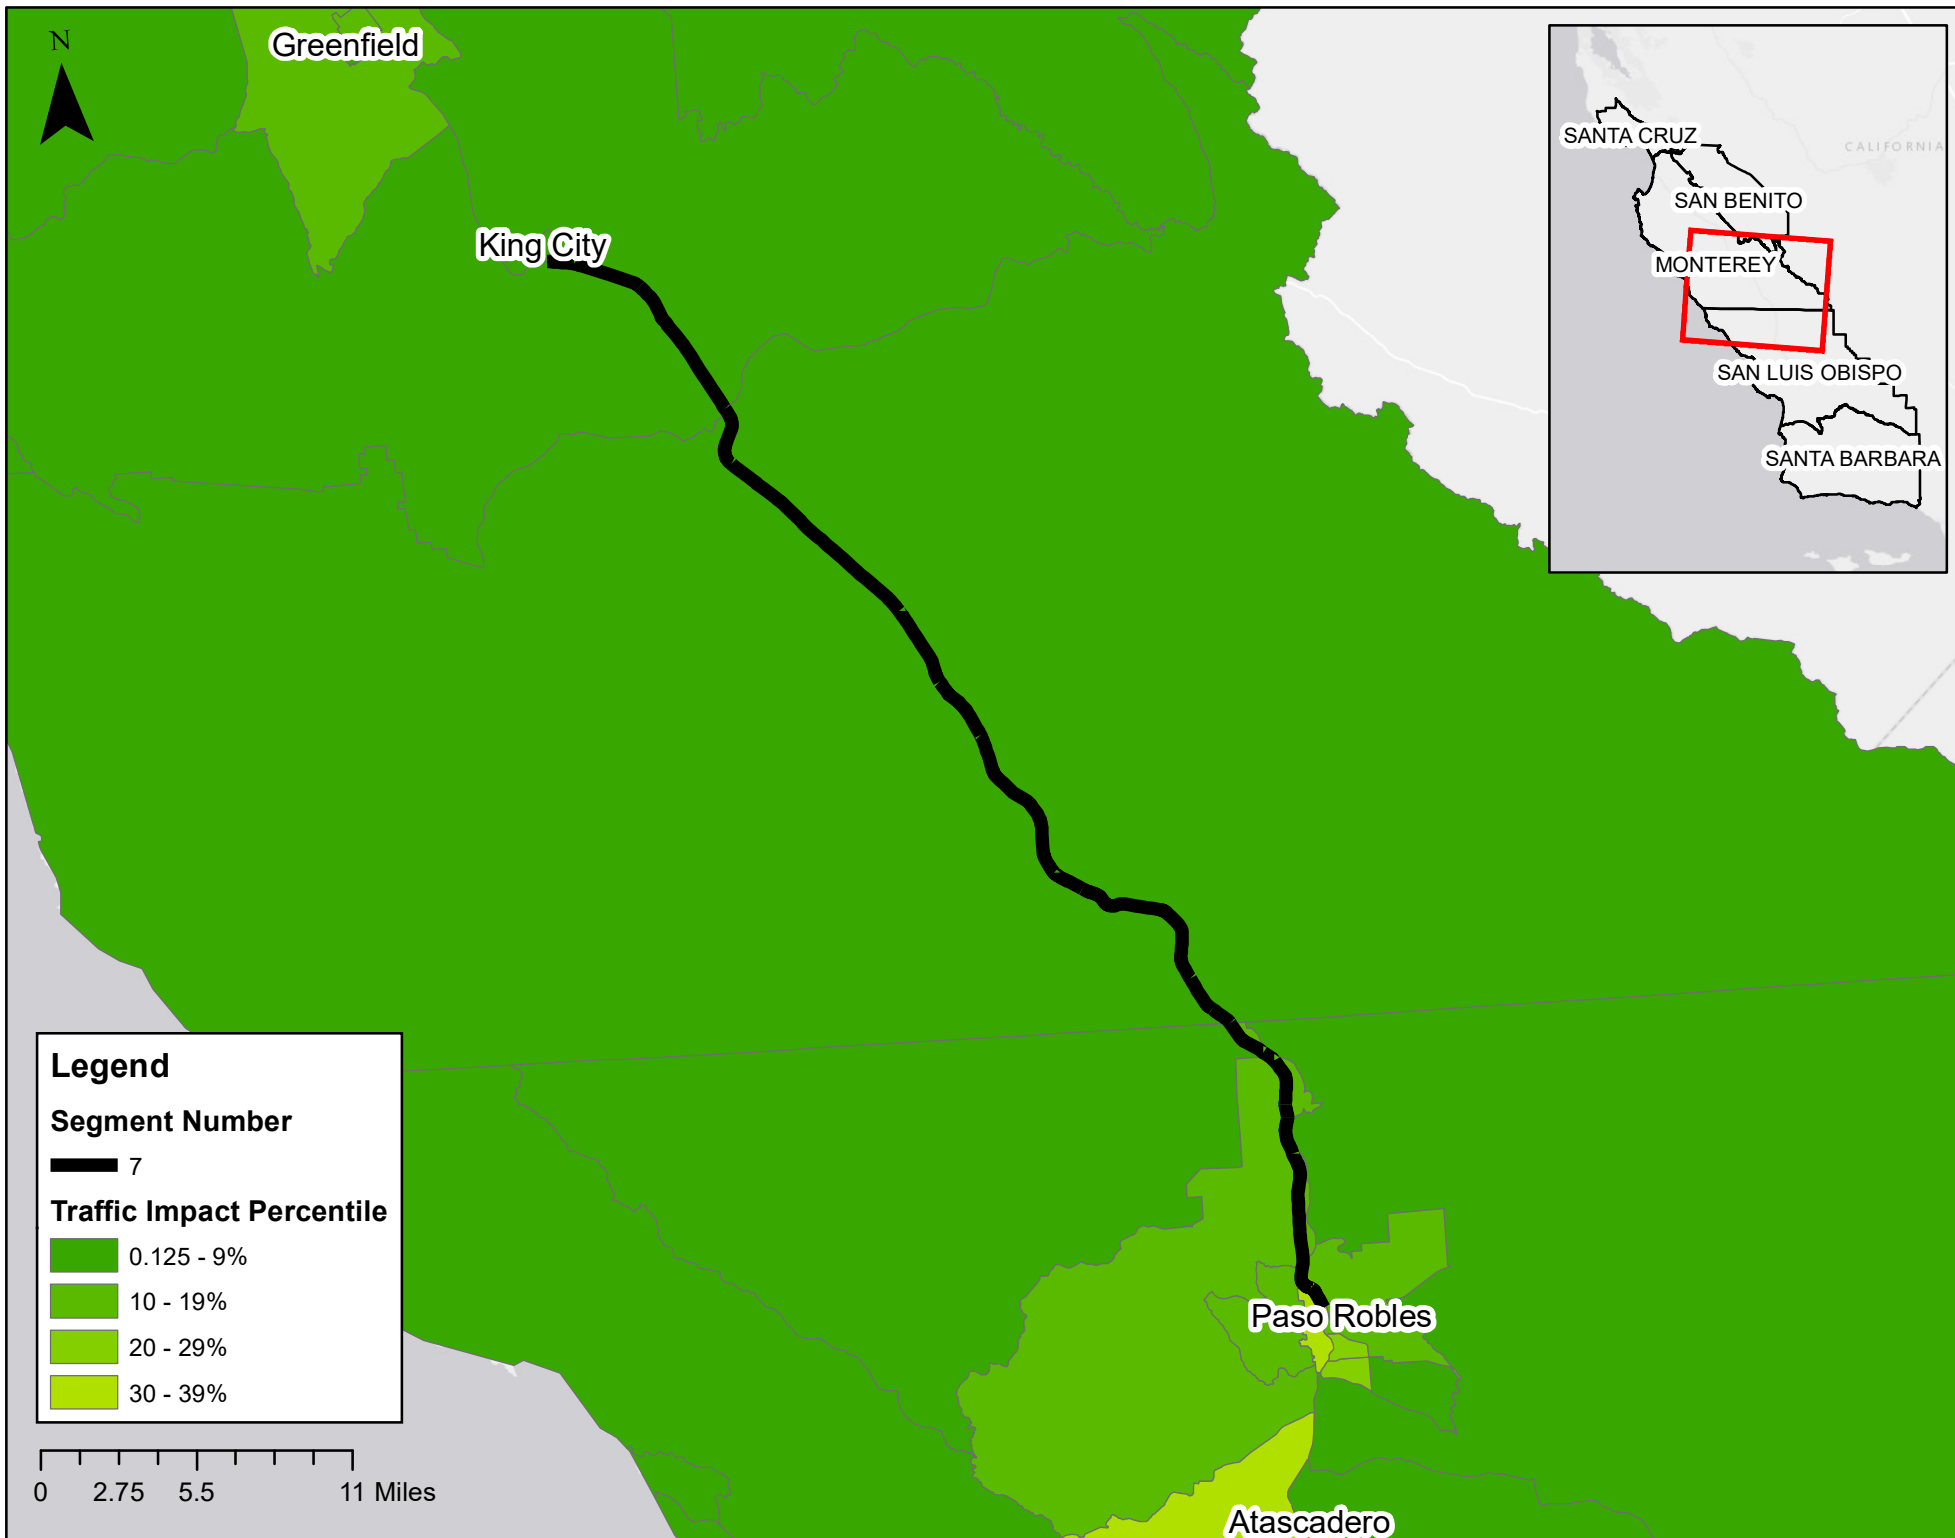 N
Greenfield
King City
SANTA CRUZ
CALIFORNIA
SAN BENITO
MONTEREY
SAN LUIS OBISPO
SANTA BARBARA
Legend
Segment Number
7
Traffic Impact Percentile
0.125 - 9%
10 - 19%
20 - 29%
30 - 39%
0 2.75 5.5 11 Miles
Paso Robles
Atascadero